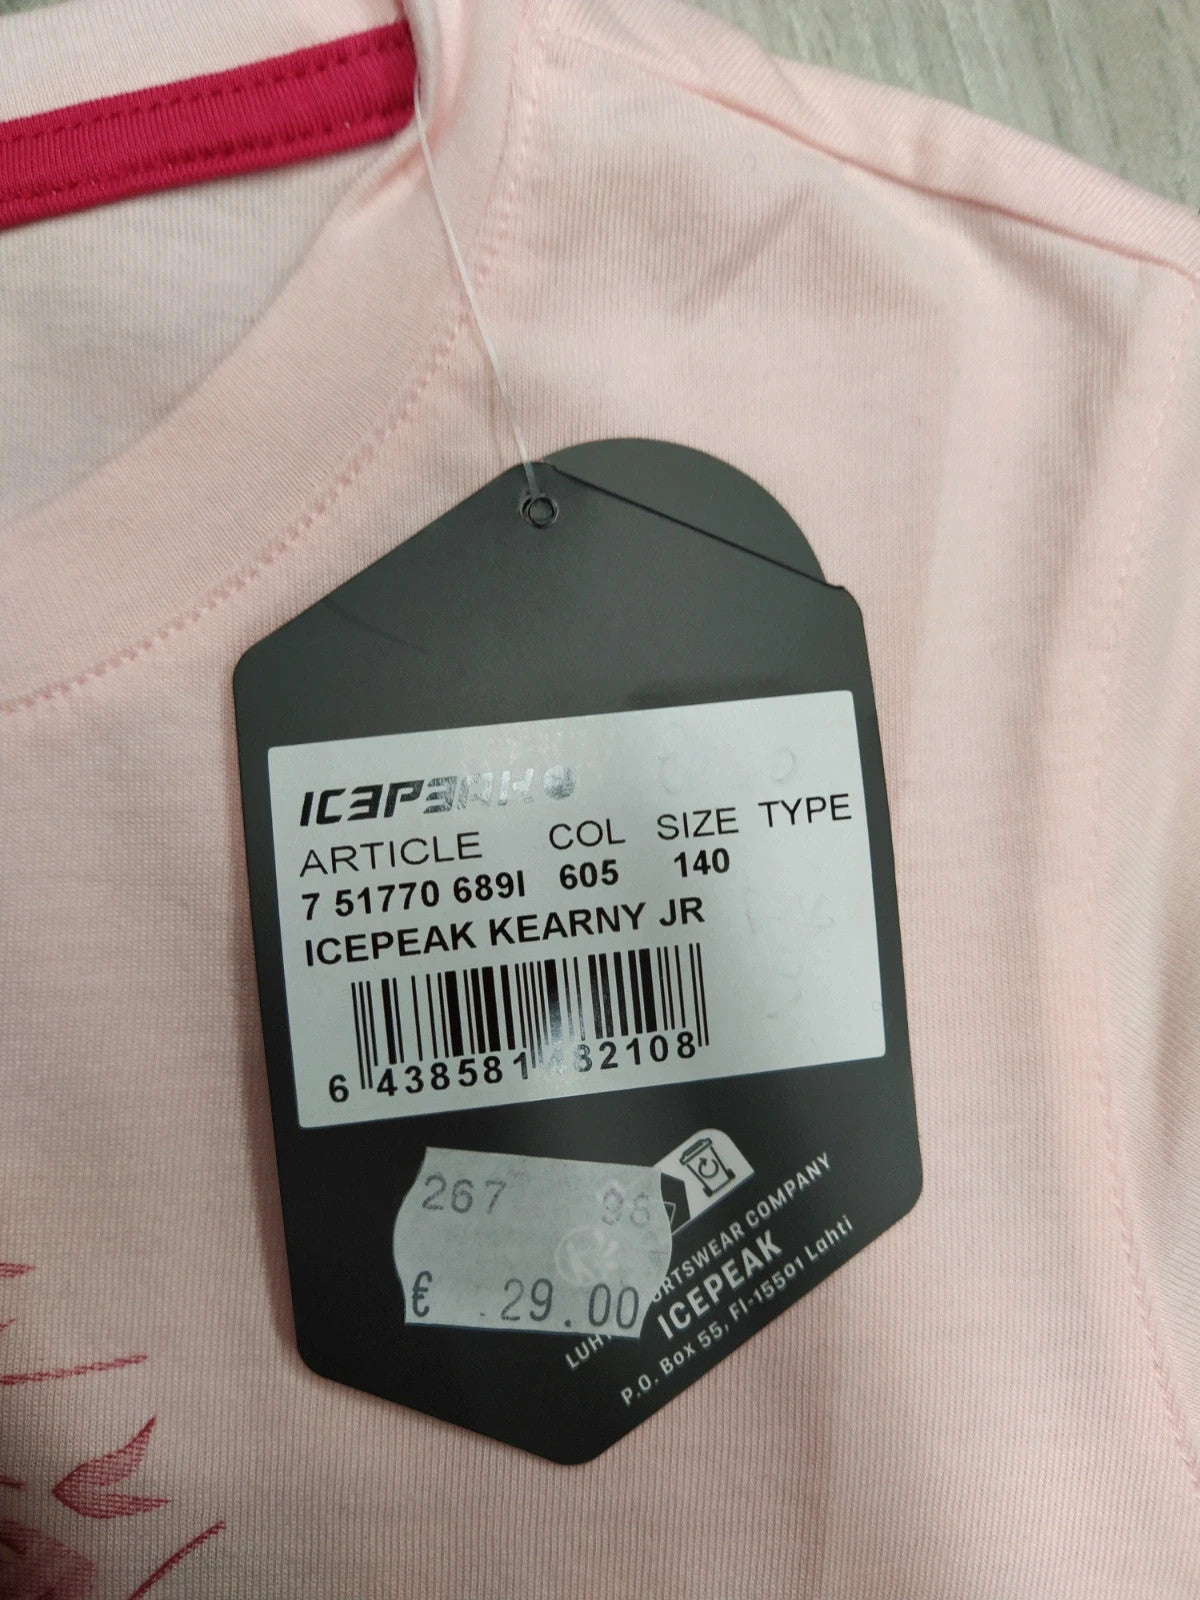 ICEPEAK
ARTICLE COL SIZE TYPE
7 51770 689I 605 140
ICEPEAK KEARNY JR
6 438581 482108
267 98
€ .29.00
ORTSWEAR COMPANY
ICEPEAK
P.O. Box 55, FI-15501 Lahti